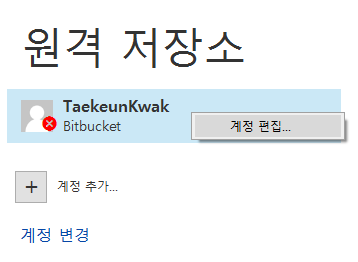 원격 저장소
TaekeunKwak
Bitbucket
계정 편집...
+ 계정 추가...
계정 변경